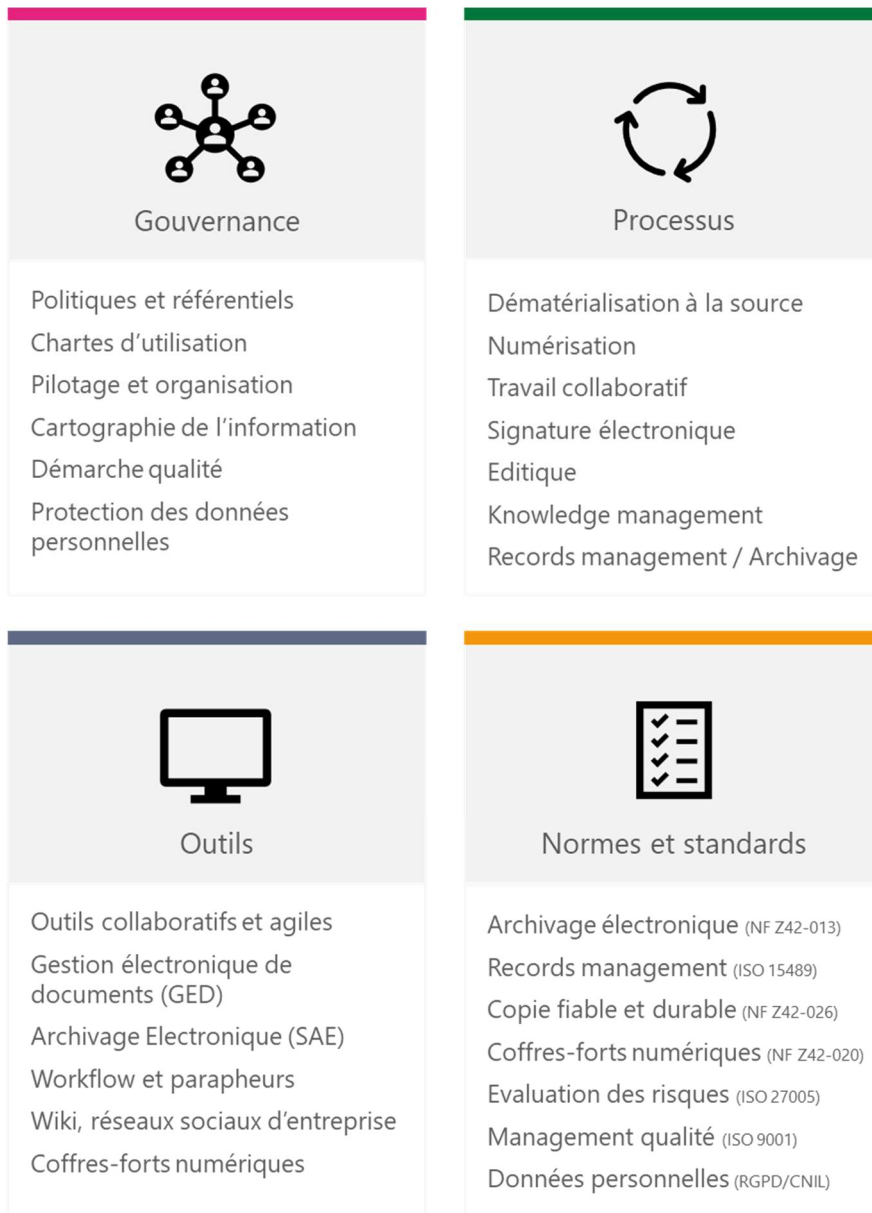 Gouvernance
Politiques et référentiels
Chartes d’utilisation
Pilotage et organisation
Cartographie de l’information
Démarche qualité
Protection des données
personnelles
Processus
Dématérialisation à la source
Numérisation
Travail collaboratif
Signature électronique
Editique
Knowledge management
Records management / Archivage
Outils
Outils collaboratifs et agiles
Gestion électronique de
documents (GED)
Archivage Electronique (SAE)
Workflow et parapheurs
Wiki, réseaux sociaux d’entreprise
Coffres-forts numériques
Normes et standards
Archivage électronique (NF Z42-013)
Records management (ISO 15489)
Copie fiable et durable (NF Z42-026)
Coffres-forts numériques (NF Z42-020)
Evaluation des risques (ISO 27005)
Management qualité (ISO 9001)
Données personnelles (RGPD/CNIL)